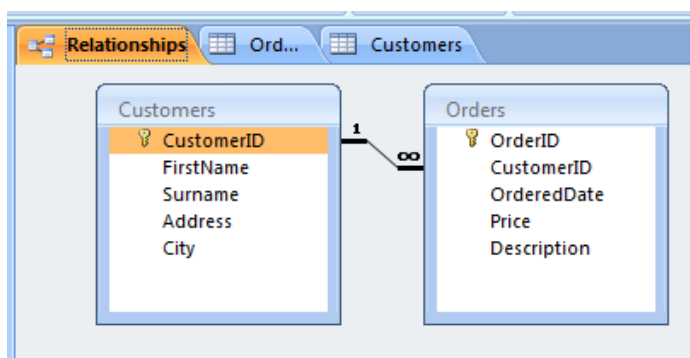 Relationships
Ord...
Customers
Customers
CustomerID
FirstName
Surname
Address
City
1
∞
Orders
OrderID
CustomerID
OrderedDate
Price
Description